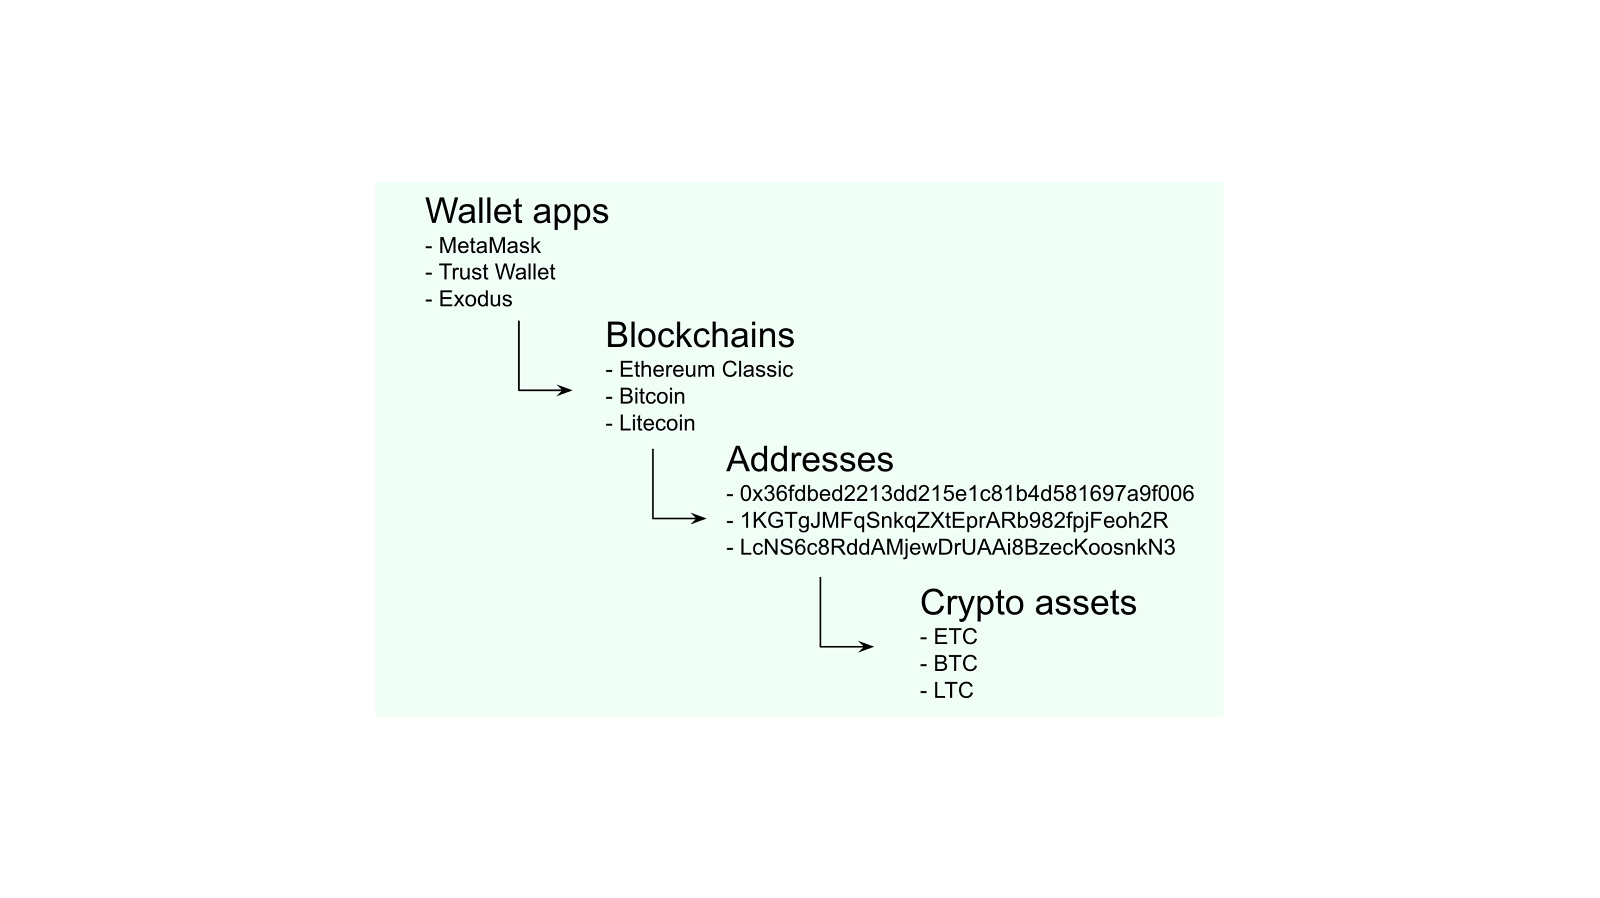 Wallet apps
- MetaMask
- Trust Wallet
- Exodus
Blockchains
- Ethereum Classic
- Bitcoin
- Litecoin
Addresses
- 0x36fdbed2213dd215e1c81b4d581697a9f006
- 1KGTgJMFqSnkqZXtEprARb982fpjFeoh2R
- LcNS6c8RddAMjewDrUAAi8BzecKoosnkN3
Crypto assets
- ETC
- BTC
- LTC